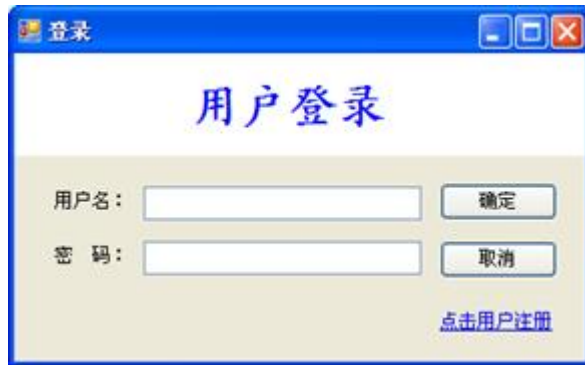 登录
用户登录
用户名：
确定
密 码：
取消
点击用户注册